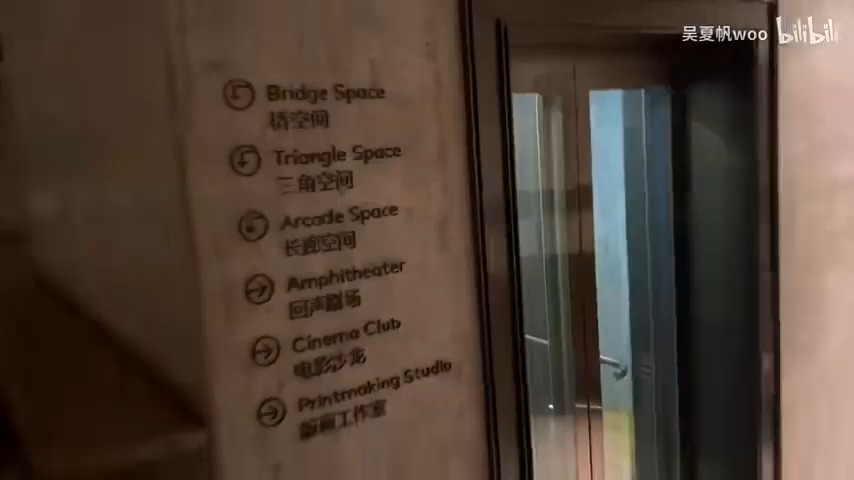 吴夏帆woo bilibili
Bridge Space
桥空间
Triangle Space
三角空间
Arcade Space
长廊空间
Amphitheater
回声剧场
Cinema Club
电影沙龙
Printmaking Studio
版画工作室